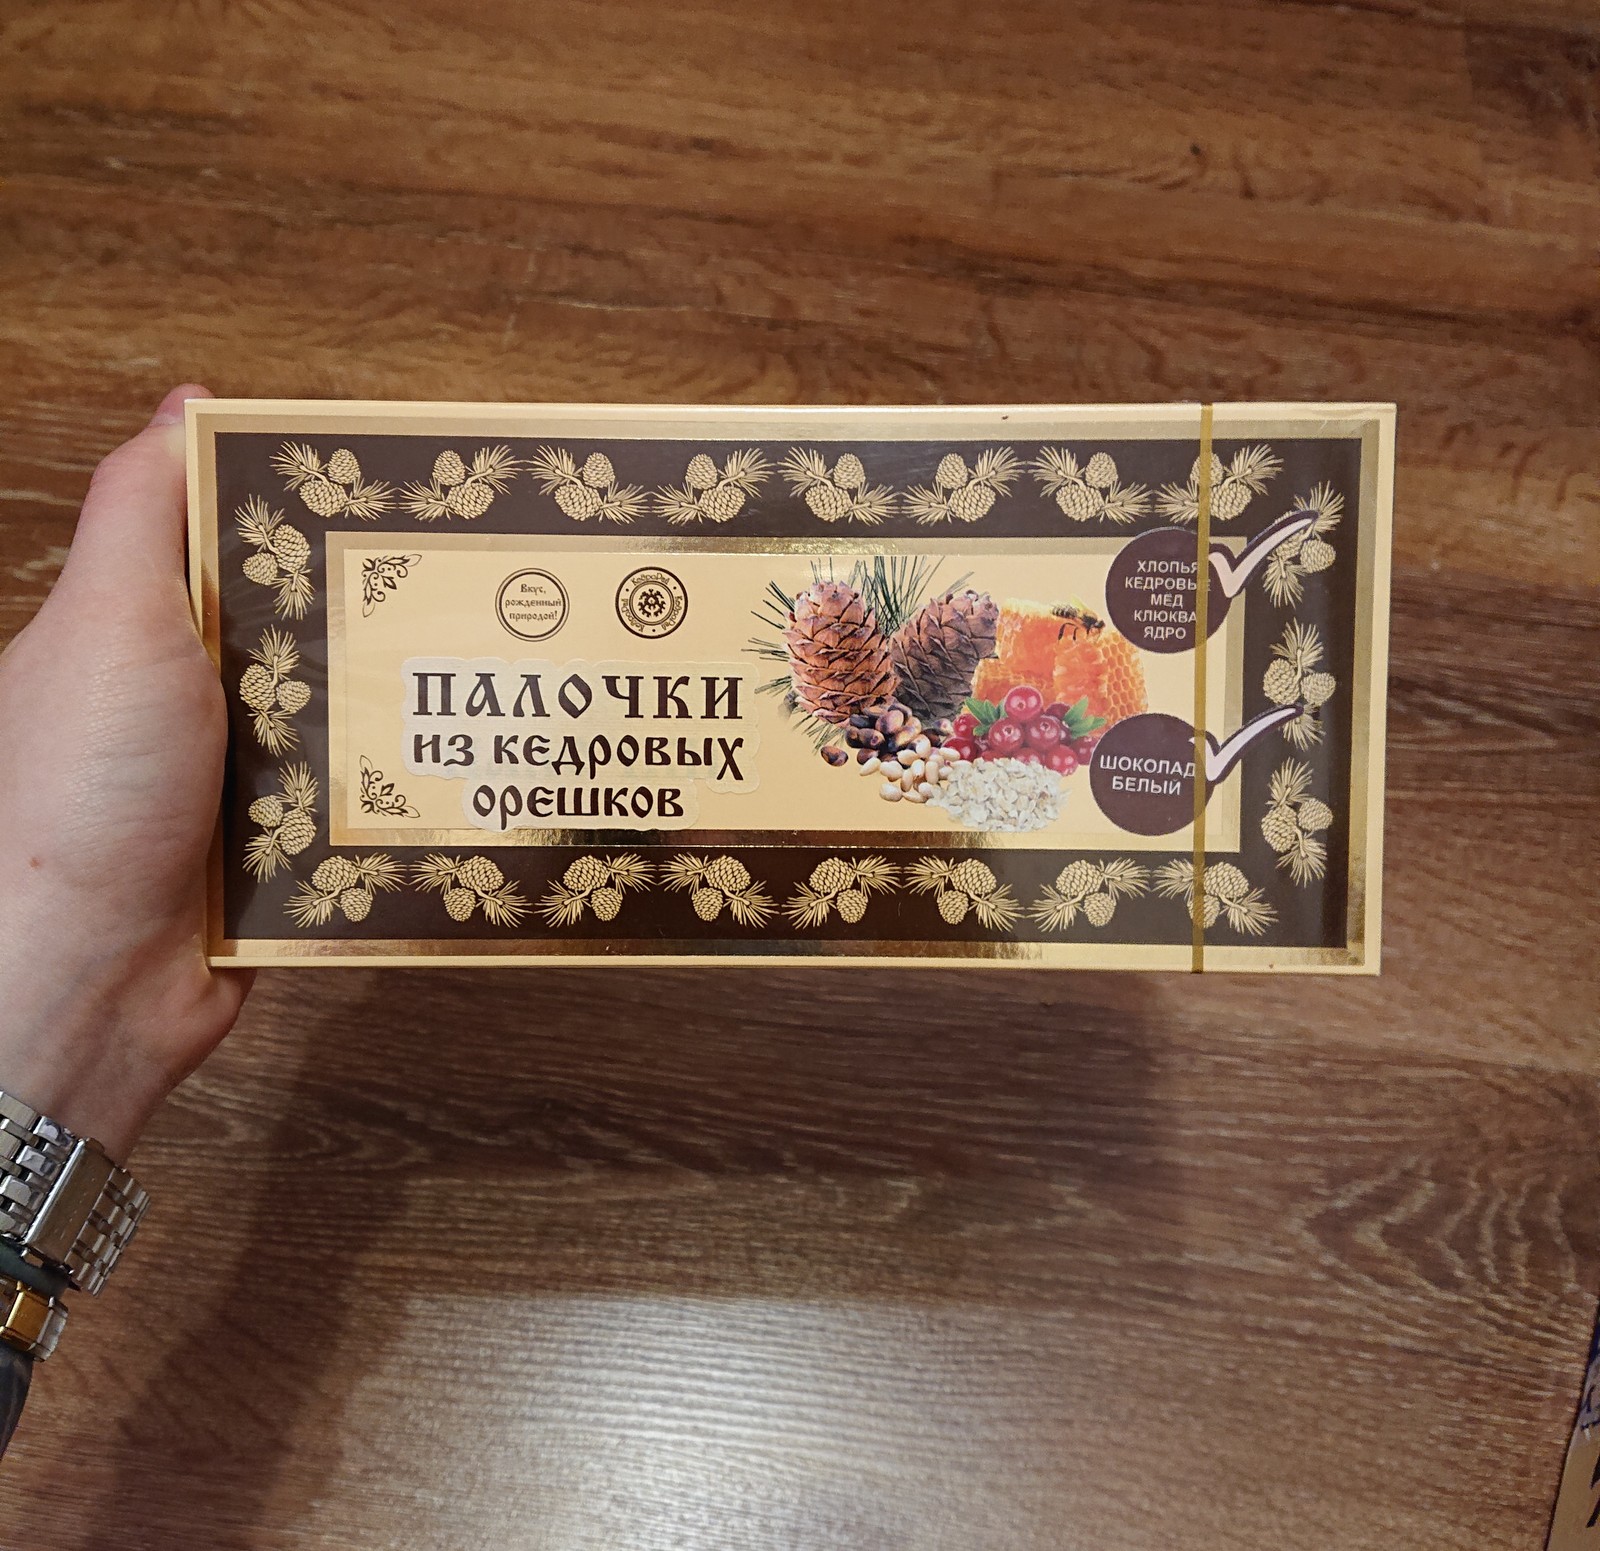 Вкус,
рожденный
природой!
ПАЛОЧКИ
ИЗ КЕДРОВЫХ
ОРЕШКОВ
ХЛОПЬЯ
КЕДРОВЫЕ
МЁД
КЛЮКВА
ЯДРО
ШОКОЛАД
БЕЛЫЙ